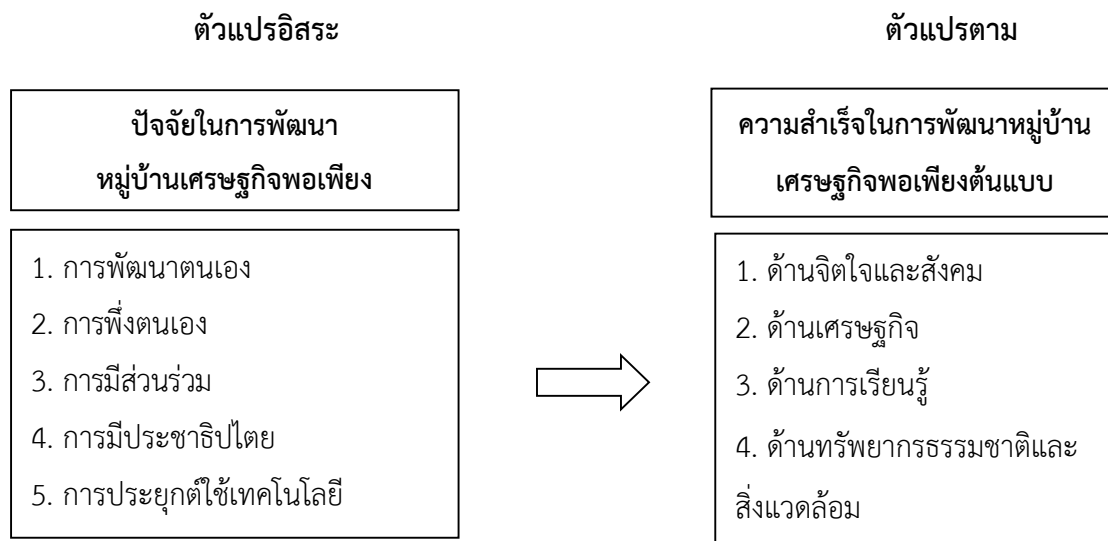 ตัวแปรอิสระ
ตัวแปรตาม
ปัจจัยในการพัฒนา
หมู่บ้านเศรษฐกิจพอเพียง
ความสำเร็จในการพัฒนาหมู่บ้าน
เศรษฐกิจพอเพียงต้นแบบ
1. การพัฒนาตนเอง
2. การพึ่งตนเอง
3. การมีส่วนร่วม
4. การมีประชาธิปไตย
5. การประยุกต์ใช้เทคโนโลยี
1. ด้านจิตใจและสังคม
2. ด้านเศรษฐกิจ
3. ด้านการเรียนรู้
4. ด้านทรัพยากรธรรมชาติและ
สิ่งแวดล้อม